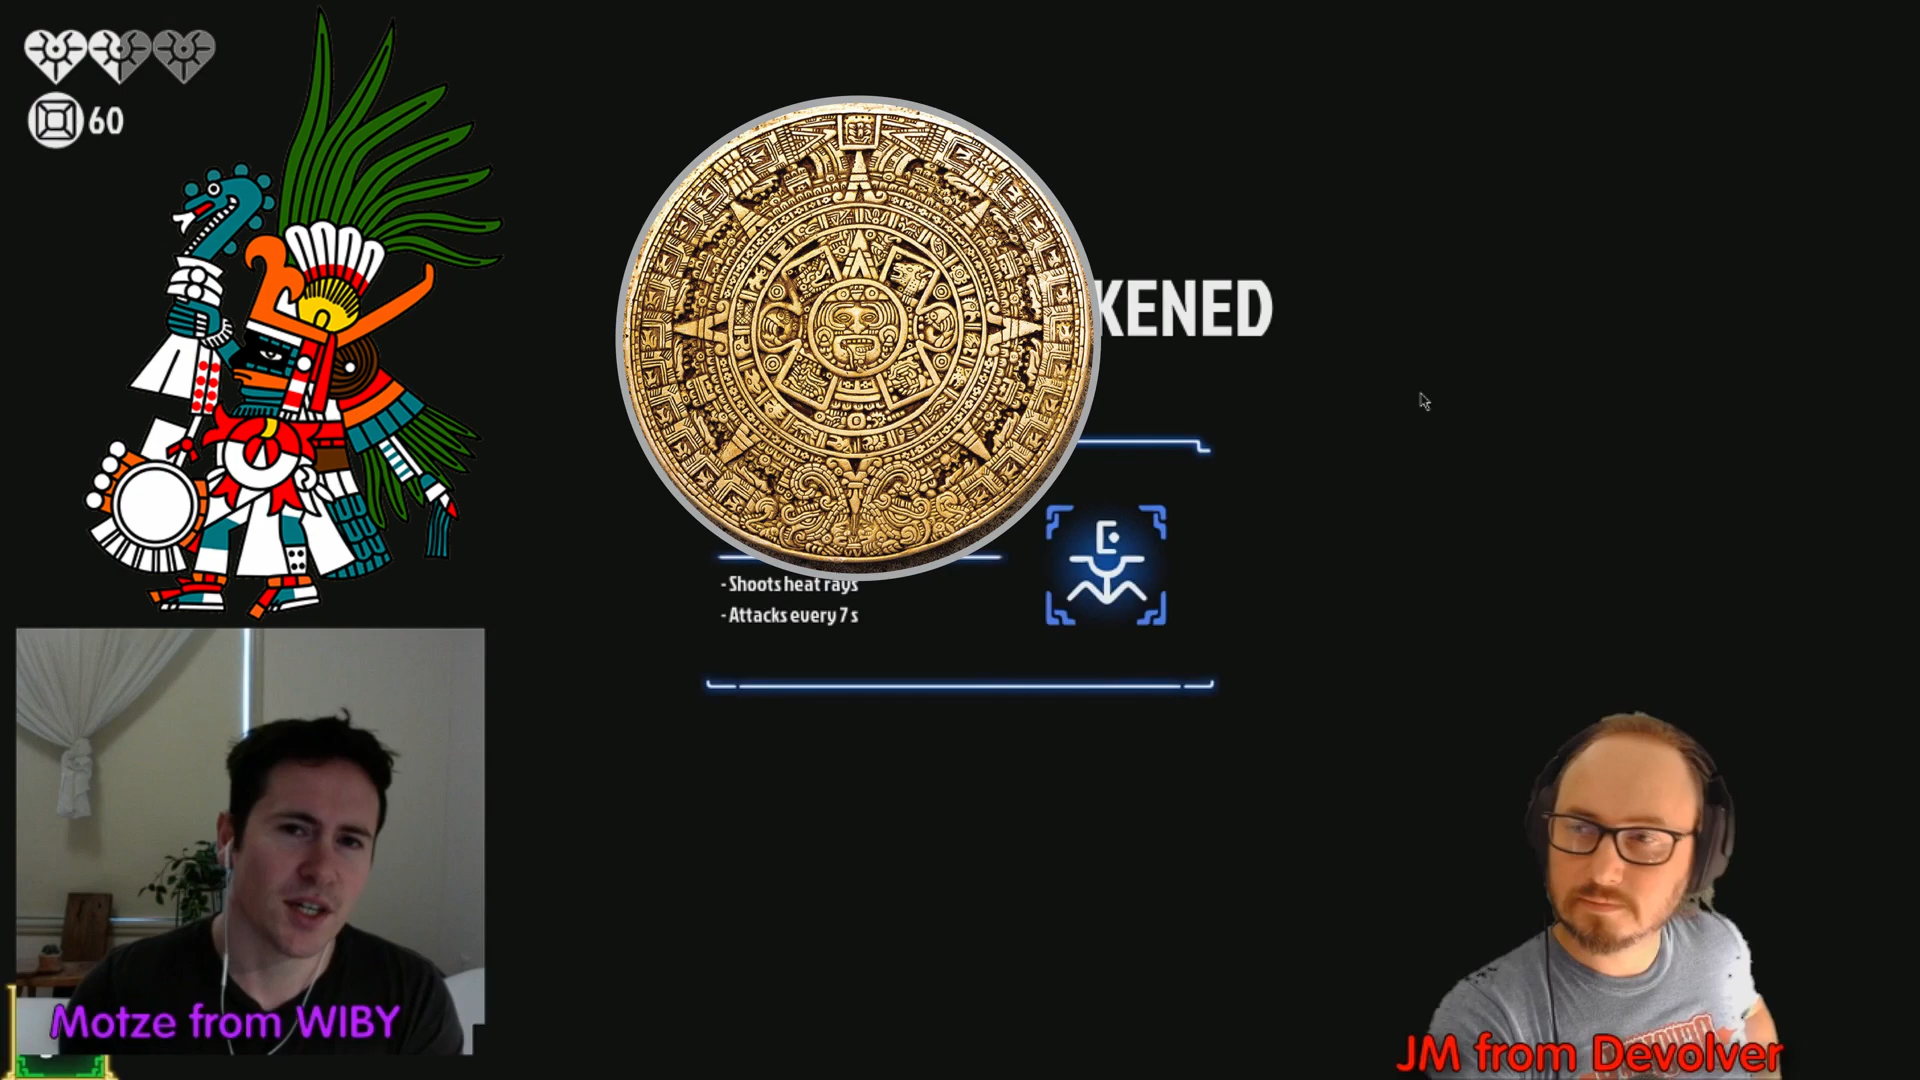 60
KENED
- Shoots heat rays
- Attacks every 7 s
Motze from WIBY
JM from Devolver